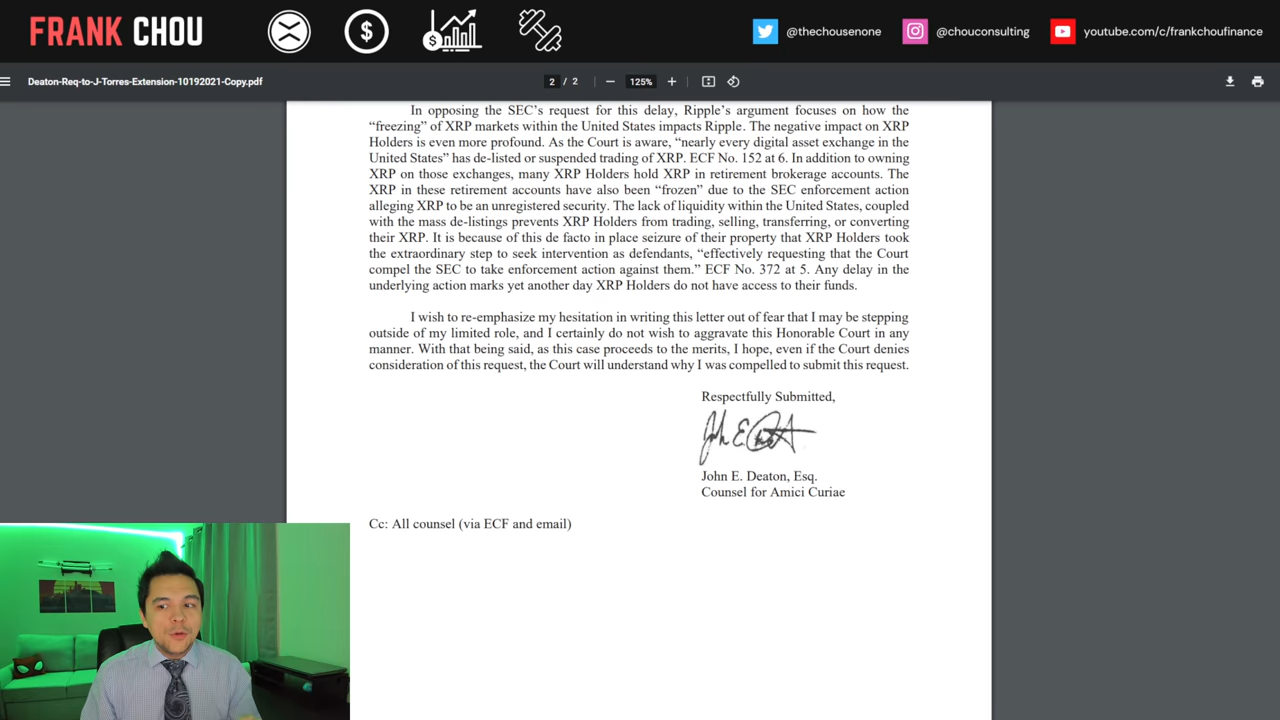 FRANK CHOU
@thechousenone
@chouconsulting
youtube.com/c/frankchoufinance
Deaton-Req-to-J-Torres-Extension-10192021-Copy.pdf
2 / 2
125%
In opposing the SEC’s request for this delay, Ripple’s argument focuses on how the
“freezing” of XRP markets within the United States impacts Ripple. The negative impact on XRP
Holders is even more profound. As the Court is aware, “nearly every digital asset exchange in the
United States” has de-listed or suspended trading of XRP. ECF No. 152 at 6. In addition to owning
XRP on those exchanges, many XRP Holders hold XRP in retirement brokerage accounts. The
XRP in these retirement accounts have also been “frozen” due to the SEC enforcement action
alleging XRP to be an unregistered security. The lack of liquidity within the United States, coupled
with the mass de-listings prevents XRP Holders from trading, selling, transferring, or converting
their XRP. It is because of this de facto in place seizure of their property that XRP Holders took
the extraordinary step to seek intervention as defendants, “effectively requesting that the Court
compel the SEC to take enforcement action against them.” ECF No. 372 at 5. Any delay in the
underlying action marks yet another day XRP Holders do not have access to their funds.
I wish to re-emphasize my hesitation in writing this letter out of fear that I may be stepping
outside of my limited role, and I certainly do not wish to aggravate this Honorable Court in any
manner. With that being said, as this case proceeds to the merits, I hope, even if the Court denies
consideration of this request, the Court will understand why I was compelled to submit this request.
Respectfully Submitted,
John E. Deaton, Esq.
Counsel for Amici Curiae
Cc: All counsel (via ECF and email)